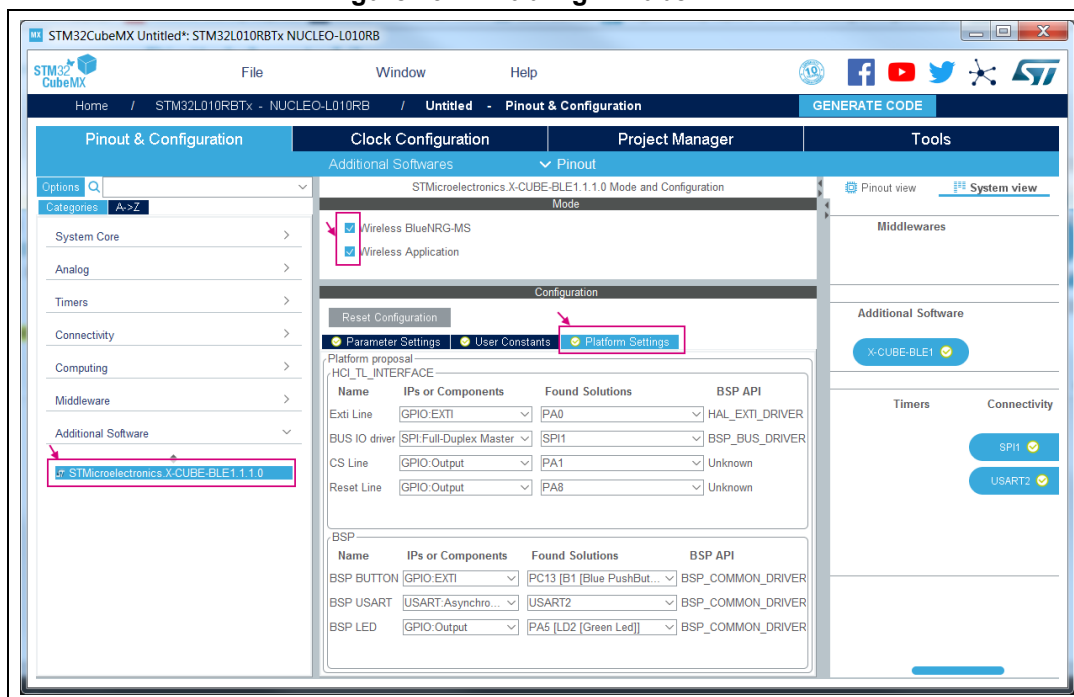 STM32CubeMX Untitled*: STM32L010RBTx NUCLEO-L010RB
STM32 CubeMX File Window Help
Home / STM32L010RBTx - NUCLEO-L010RB / Untitled - Pinout & Configuration GENERATE CODE
Pinout & Configuration Clock Configuration Project Manager Tools
Additional Softwares Pinout
Options STMicroelectronics.X-CUBE-BLE1.1.1.0 Mode and Configuration Pinout view System view
Categories A->Z Mode
System Core
Analog
Timers
Connectivity
Computing
Middleware
Additional Software
STMicroelectronics.X-CUBE-BLE1.1.1.0
Wireless BlueNRG-MS
Wireless Application
Configuration
Reset Configuration
Parameter Settings User Constants Platform Settings
Platform proposal
HCI_TL_INTERFACE
Name IPs or Components Found Solutions BSP API
Exti Line GPIO:EXTI PA0 HAL_EXTI_DRIVER
BUS IO driver SPI:Full-Duplex Master SPI1 BSP_BUS_DRIVER
CS Line GPIO:Output PA1 Unknown
Reset Line GPIO:Output PA8 Unknown
BSP
Name IPs or Components Found Solutions BSP API
BSP BUTTON GPIO:EXTI PC13 [B1 [Blue PushBut... BSP_COMMON_DRIVER
BSP USART USART:Asynchro... USART2 BSP_COMMON_DRIVER
BSP LED GPIO:Output PA5 [LD2 [Green Led]] BSP_COMMON_DRIVER
Middlewares
Additional Software
X-CUBE-BLE1
Timers Connectivity
SPI1
USART2